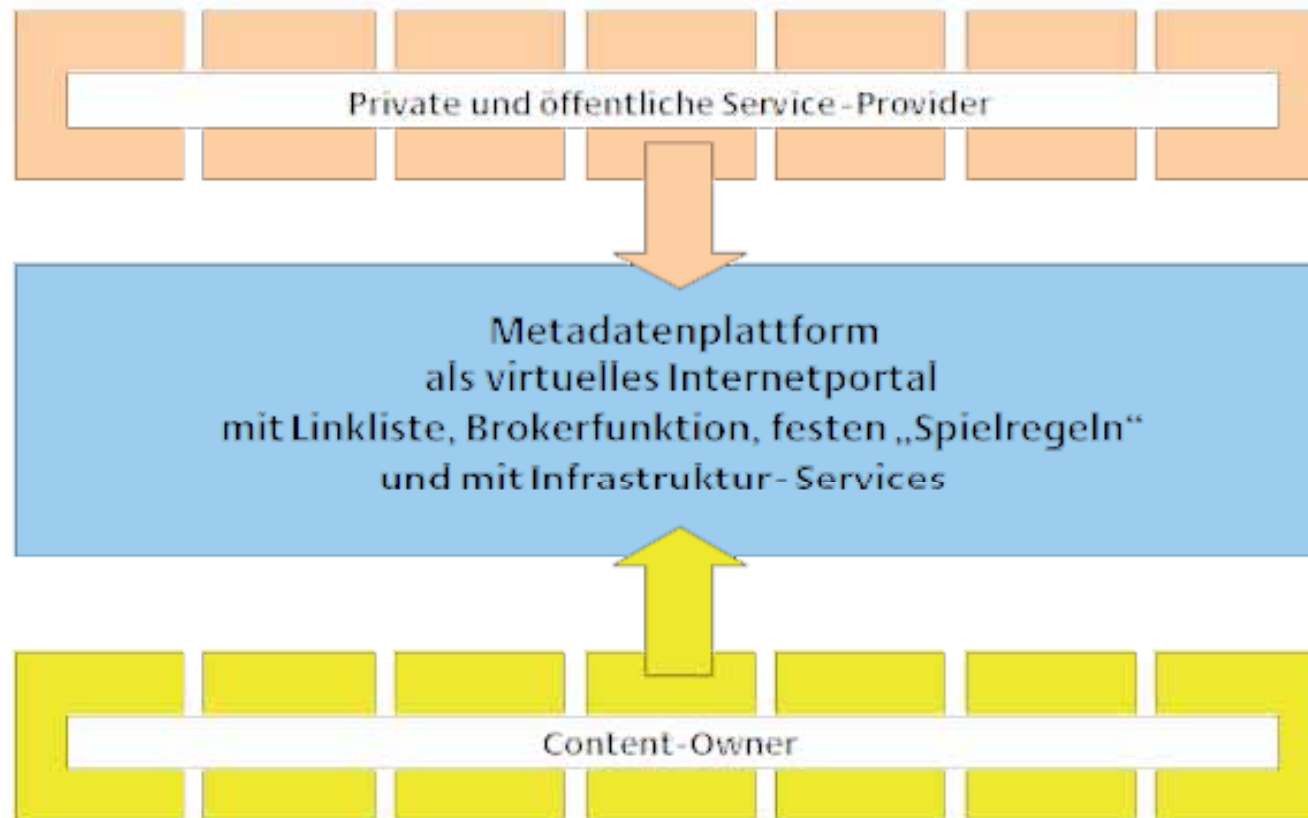 Private und öffentliche Service-Provider
Metadatenplattform
als virtuelles Internetportal
mit Linkliste, Brokerfunktion, festen „Spielregeln“
und mit Infrastruktur-Services
Content-Owner